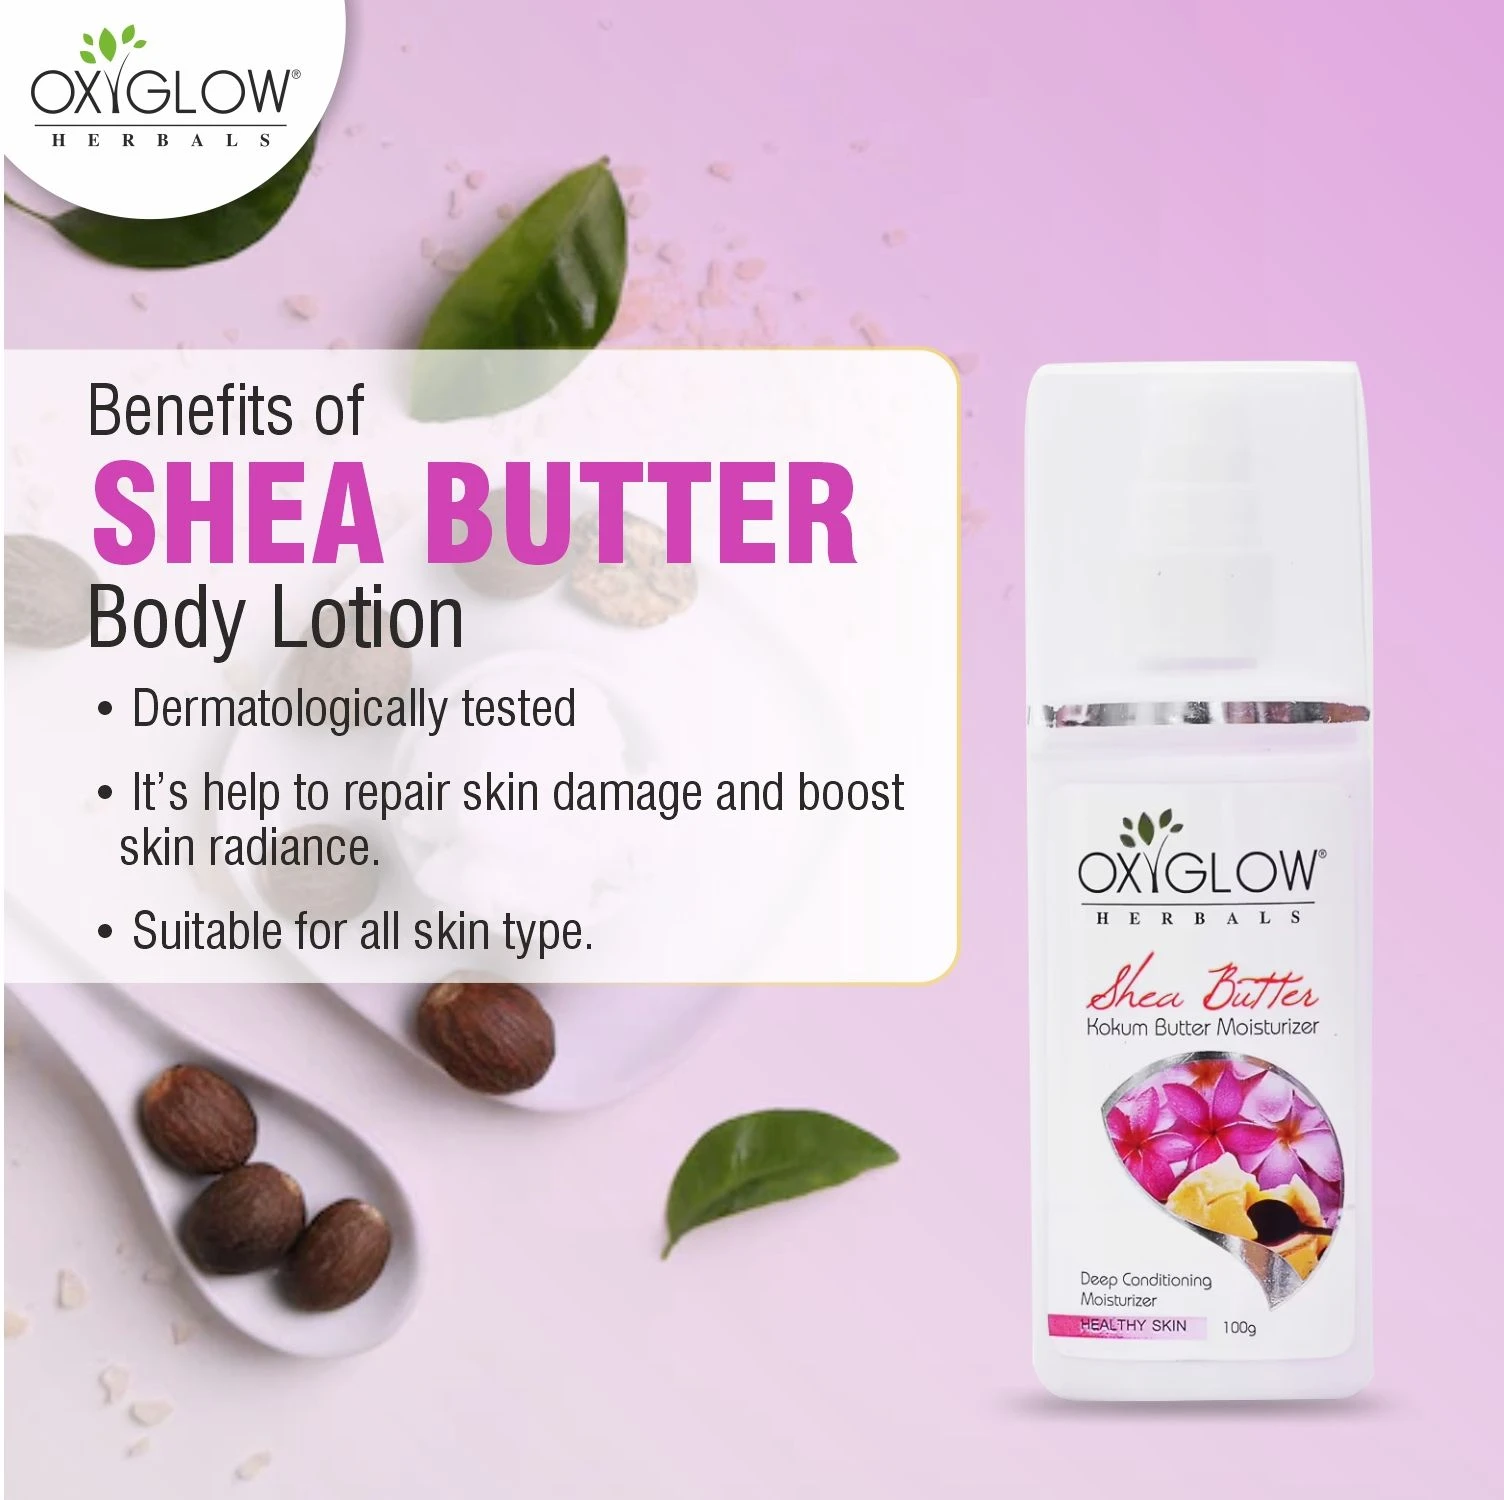 OXYGLOW®
HERBALS
Benefits of
SHEA BUTTER
Body Lotion
• Dermatologically tested
• It’s help to repair skin damage and boost
skin radiance.
• Suitable for all skin type.
OXYGLOW®
HERBALS
Shea Butter
Kokum Butter Moisturizer
Deep Conditioning
Moisturizer
HEALTHY SKIN 100g